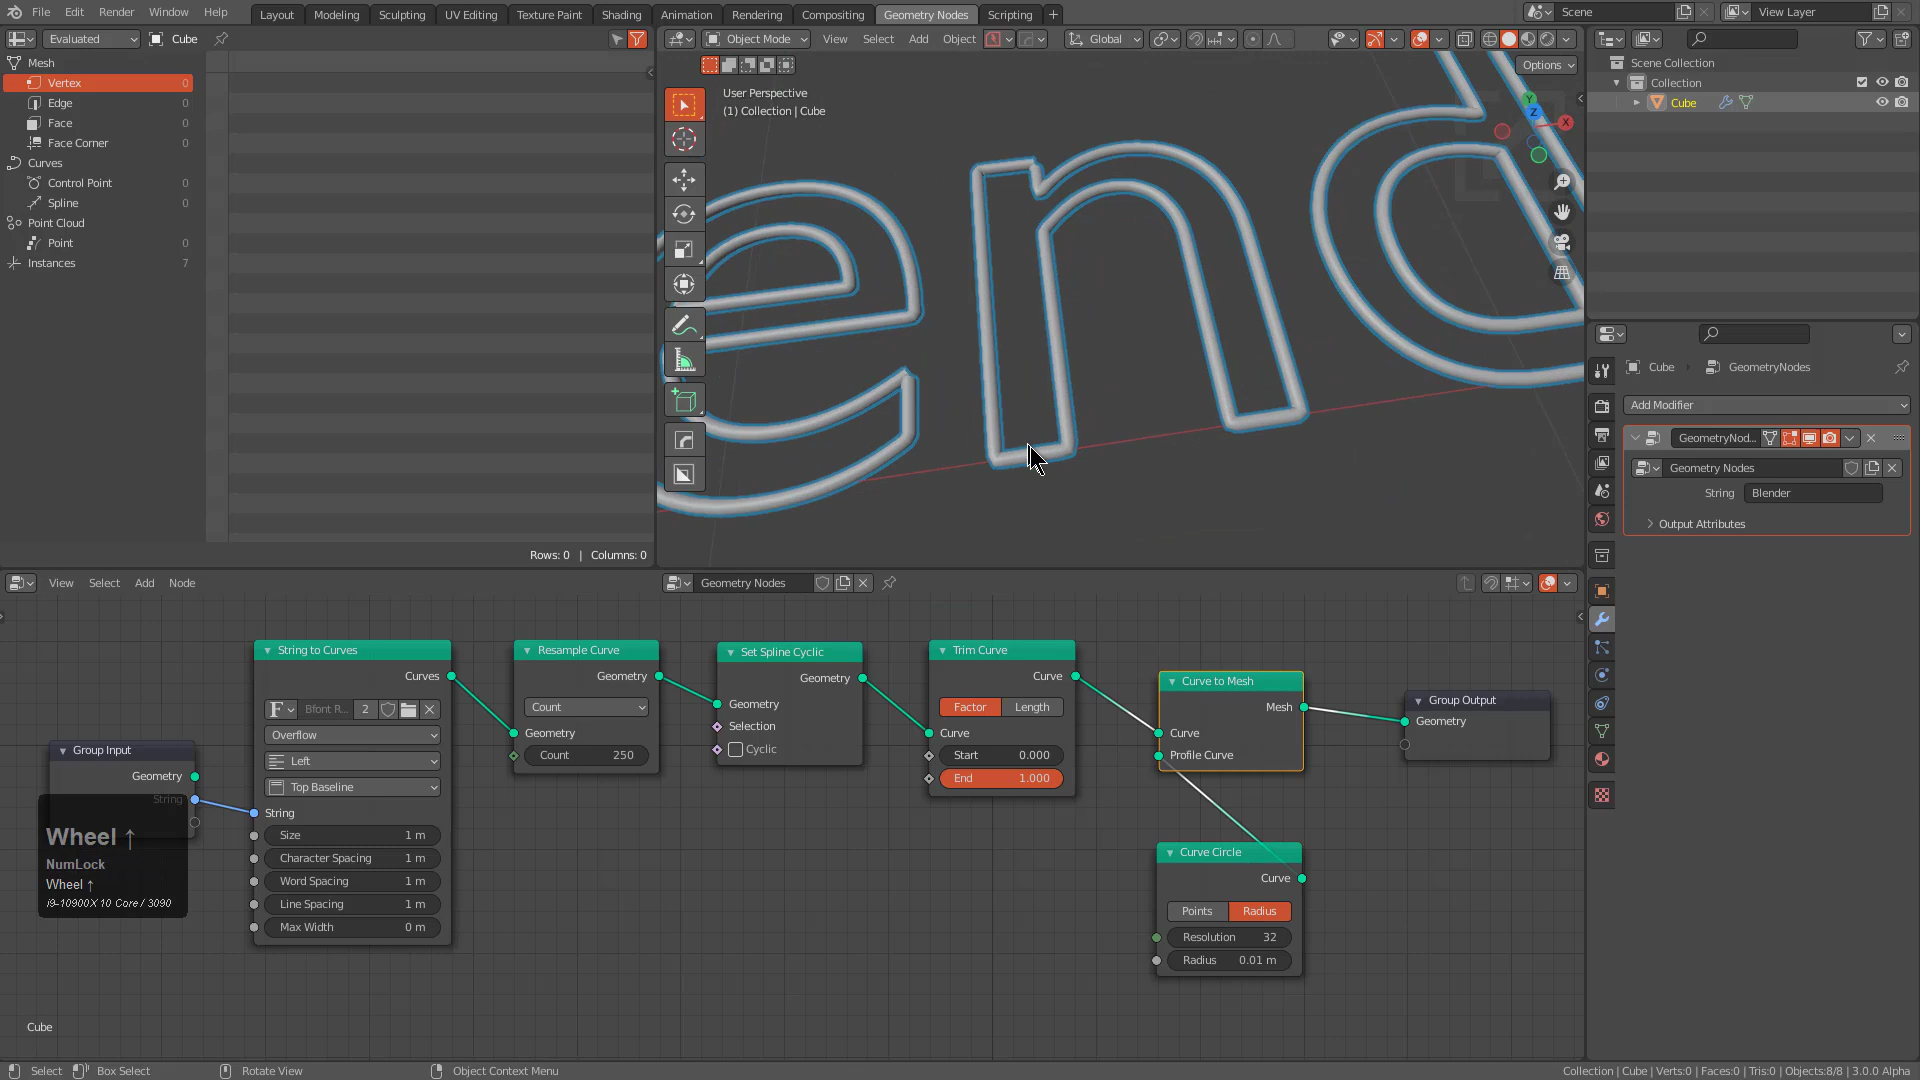 File Edit Render Window Help Layout Modeling Sculpting UV Editing Texture Paint Shading Animation Rendering Compositing Geometry Nodes Scripting + Scene View Layer
Evaluated Cube
Object Mode View Select Add Object Global
Options
Mesh
Vertex 0
Edge 0
Face 0
Face Corner 0
Curves
Control Point 0
Spline 0
Point Cloud
Point 0
Instances 7
Rows: 0 | Columns: 0
User Perspective
(1) Collection | Cube
end
Y
Z
X
Scene Collection
Collection
Cube
Cube GeometryNodes
Add Modifier
GeometryNod...
Geometry Nodes
String Blender
Output Attributes
View Select Add Node Geometry Nodes
Group Input
Geometry
String
String to Curves
Curves
F Bfont R... 2
Overflow
Left
Top Baseline
String
Size 1 m
Character Spacing 1 m
Word Spacing 1 m
Line Spacing 1 m
Max Width 0 m
Resample Curve
Geometry
Count
Geometry
Count 250
Set Spline Cyclic
Geometry
Geometry
Selection
Cyclic
Trim Curve
Curve
Factor Length
Curve
Start 0.000
End 1.000
Curve to Mesh
Mesh
Curve
Profile Curve
Group Output
Geometry
Curve Circle
Curve
Points Radius
Resolution 32
Radius 0.01 m
Wheel ↑
NumLock
Wheel ↑
i9-10900X 10 Core / 3090
Cube
Select Box Select Rotate View Object Context Menu Collection | Cube | Verts:0 | Faces:0 | Tris:0 | Objects:8/8 | 3.0.0 Alpha